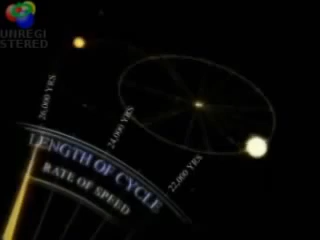 UNREGI
STERED
26,000 YRS
24,000 YRS
22,000 YRS
LENGTH OF CYCLE
RATE OF SPEED